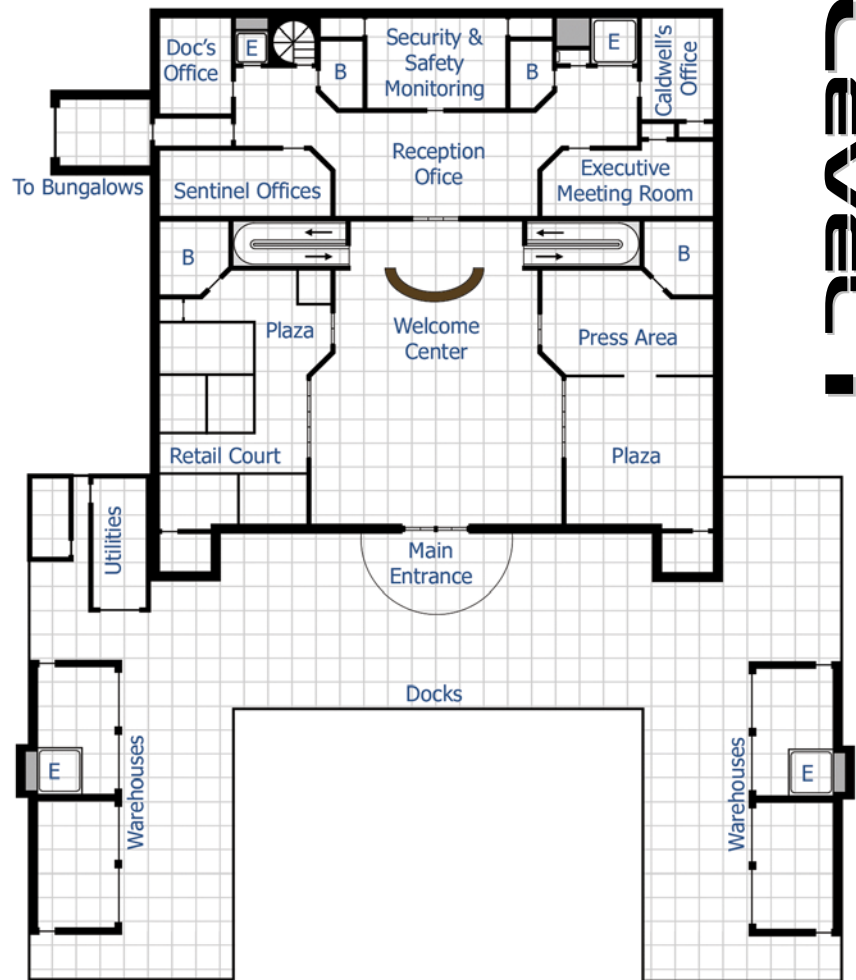 LEVEL 1
Doc's
Office
E
B
Security &
Safety
Monitoring
B
E
Caldwell's
Office
To Bungalows
Sentinel Offices
Reception
Ofice
Executive
Meeting Room
B
B
Plaza
Welcome
Center
Press Area
Retail Court
Plaza
Utilities
Main
Entrance
Docks
E
Warehouses
Warehouses
E